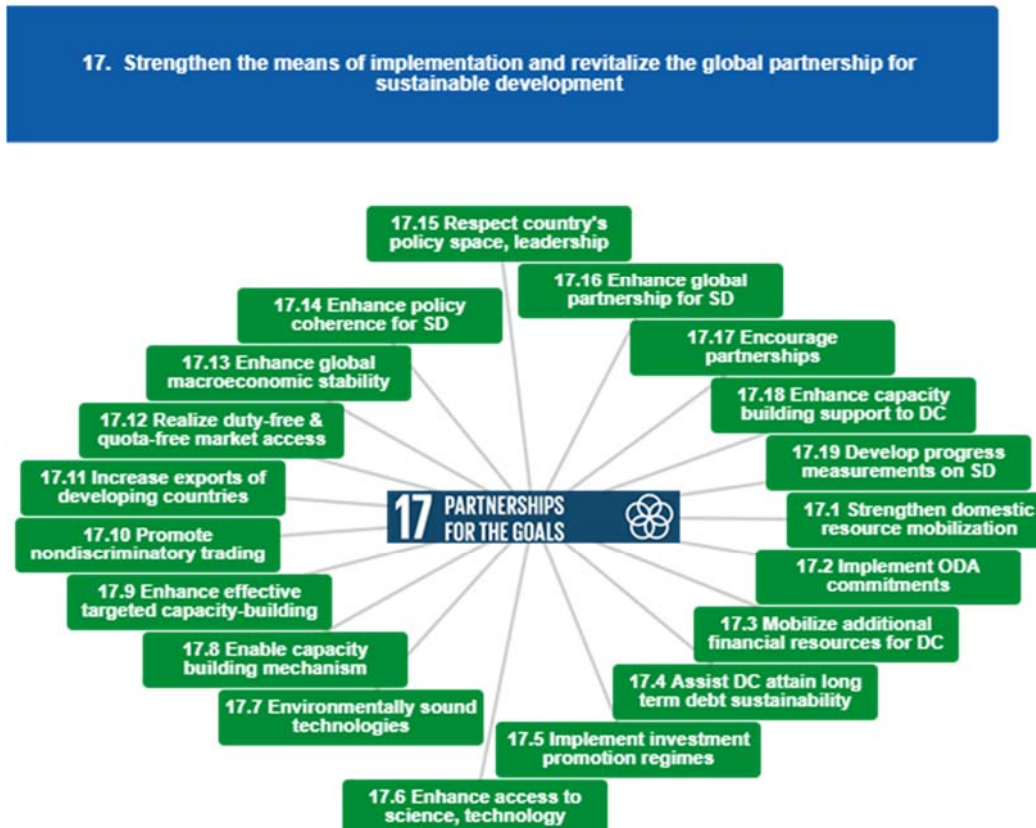 17. Strengthen the means of implementation and revitalize the global partnership for
sustainable development
17.15 Respect country's
policy space, leadership
17.16 Enhance global
partnership for SD
17.14 Enhance policy
coherence for SD
17.17 Encourage
partnerships
17.13 Enhance global
macroeconomic stability
17.18 Enhance capacity
building support to DC
17.12 Realize duty-free &
quota-free market access
17.19 Develop progress
measurements on SD
17.11 Increase exports of
developing countries
17 PARTNERSHIPS
FOR THE GOALS
17.1 Strengthen domestic
resource mobilization
17.10 Promote
nondiscriminatory trading
17.2 Implement ODA
commitments
17.9 Enhance effective
targeted capacity-building
17.3 Mobilize additional
financial resources for DC
17.8 Enable capacity
building mechanism
17.4 Assist DC attain long
term debt sustainability
17.7 Environmentally sound
technologies
17.5 Implement investment
promotion regimes
17.6 Enhance access to
science, technology